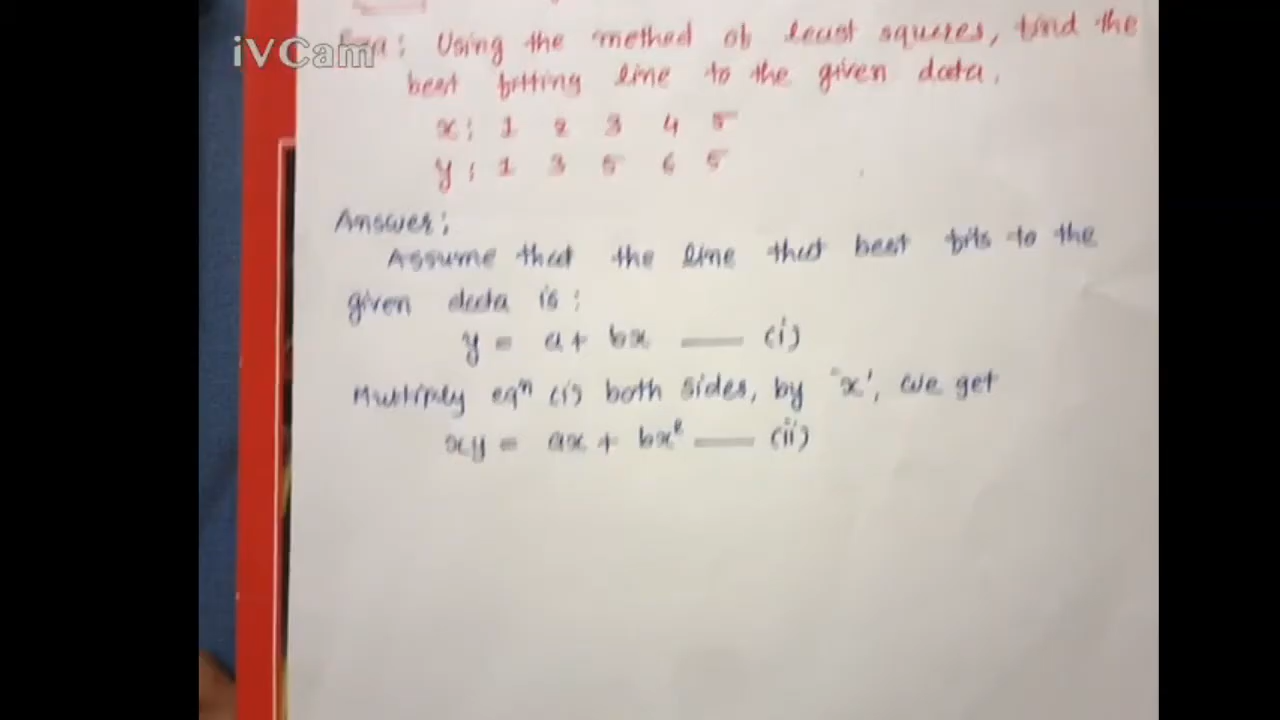 iVCam
Using the method of least squares, find the
best fitting line to the given data.
x: 1 2 3 4 5
y: 1 3 5 6 5
Answer:
Assume that the line that best fits to the
given data is:
y = a + bx —— (i)
Multiply eqⁿ (i) both sides, by 'x', we get
xy = ax + bx² —— (ii)